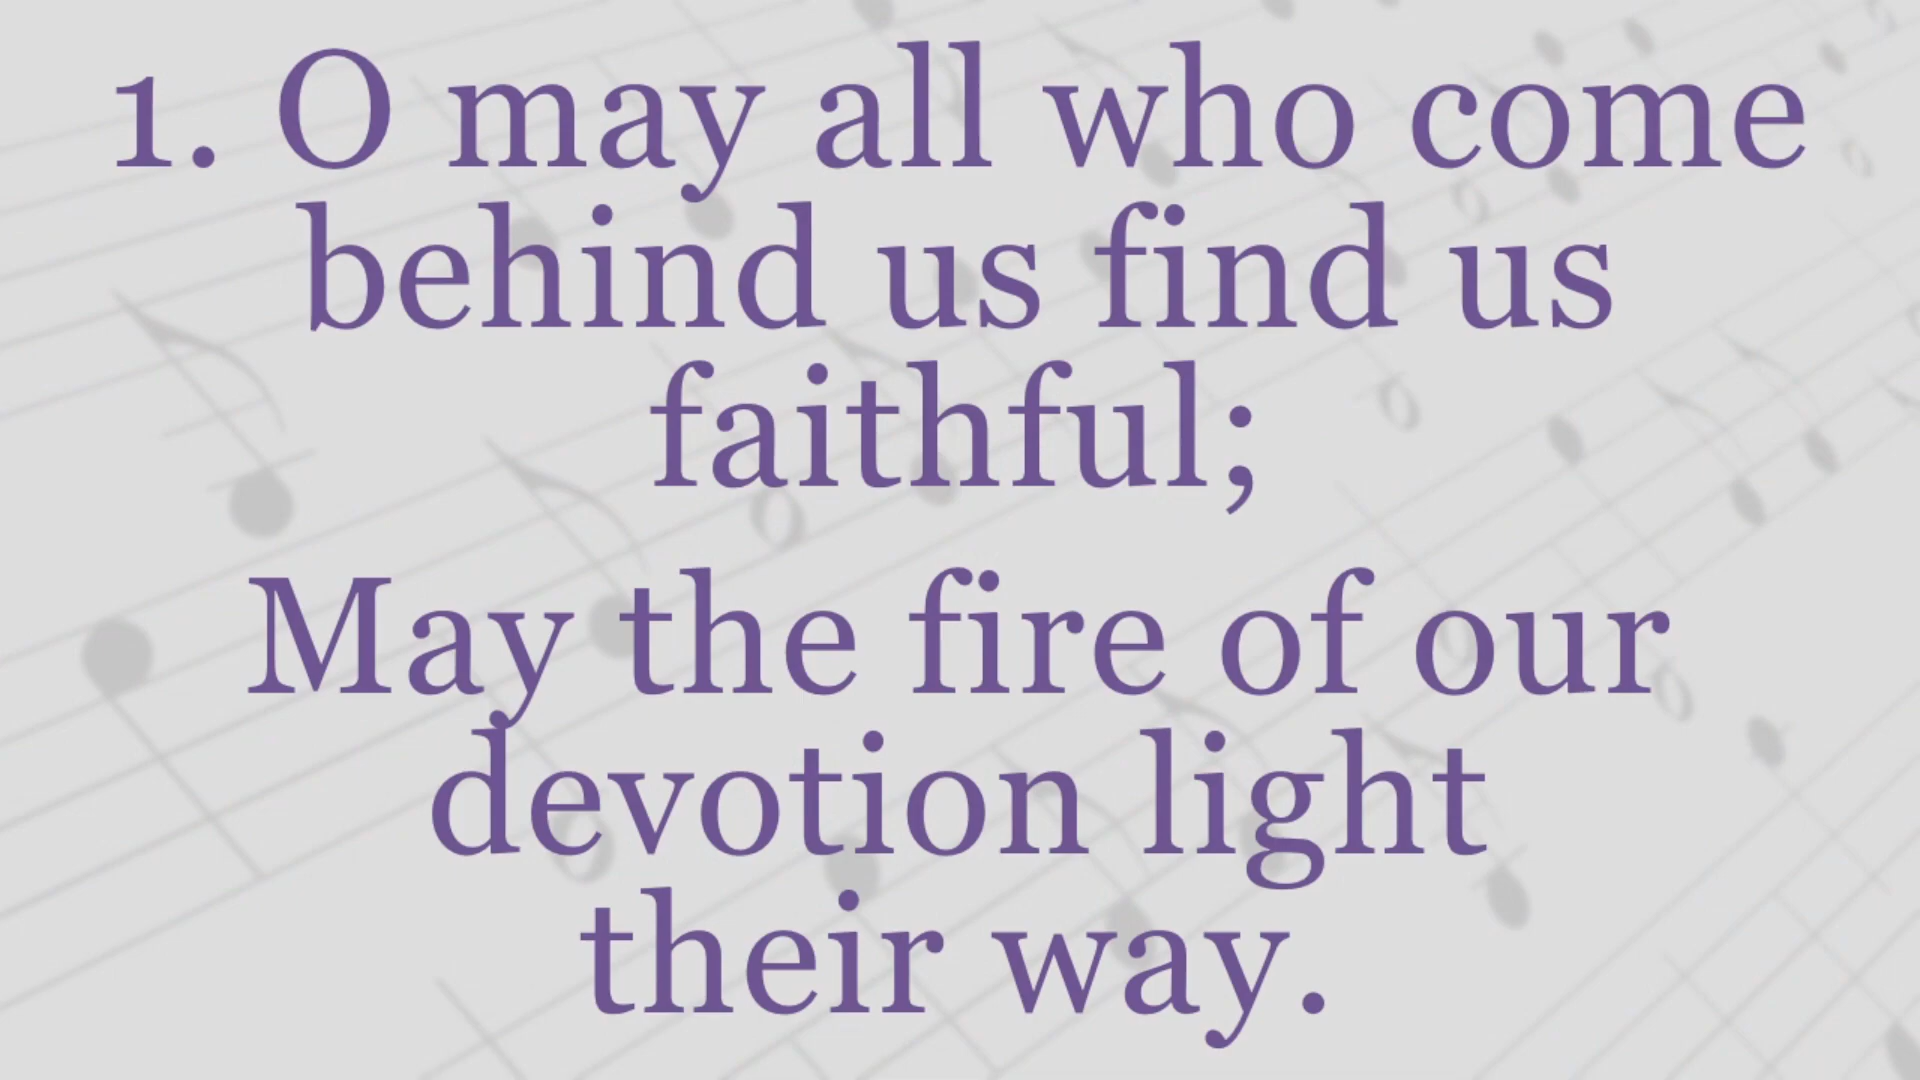 1. O may all who come
behind us find us
faithful;
May the fire of our
devotion light
their way.